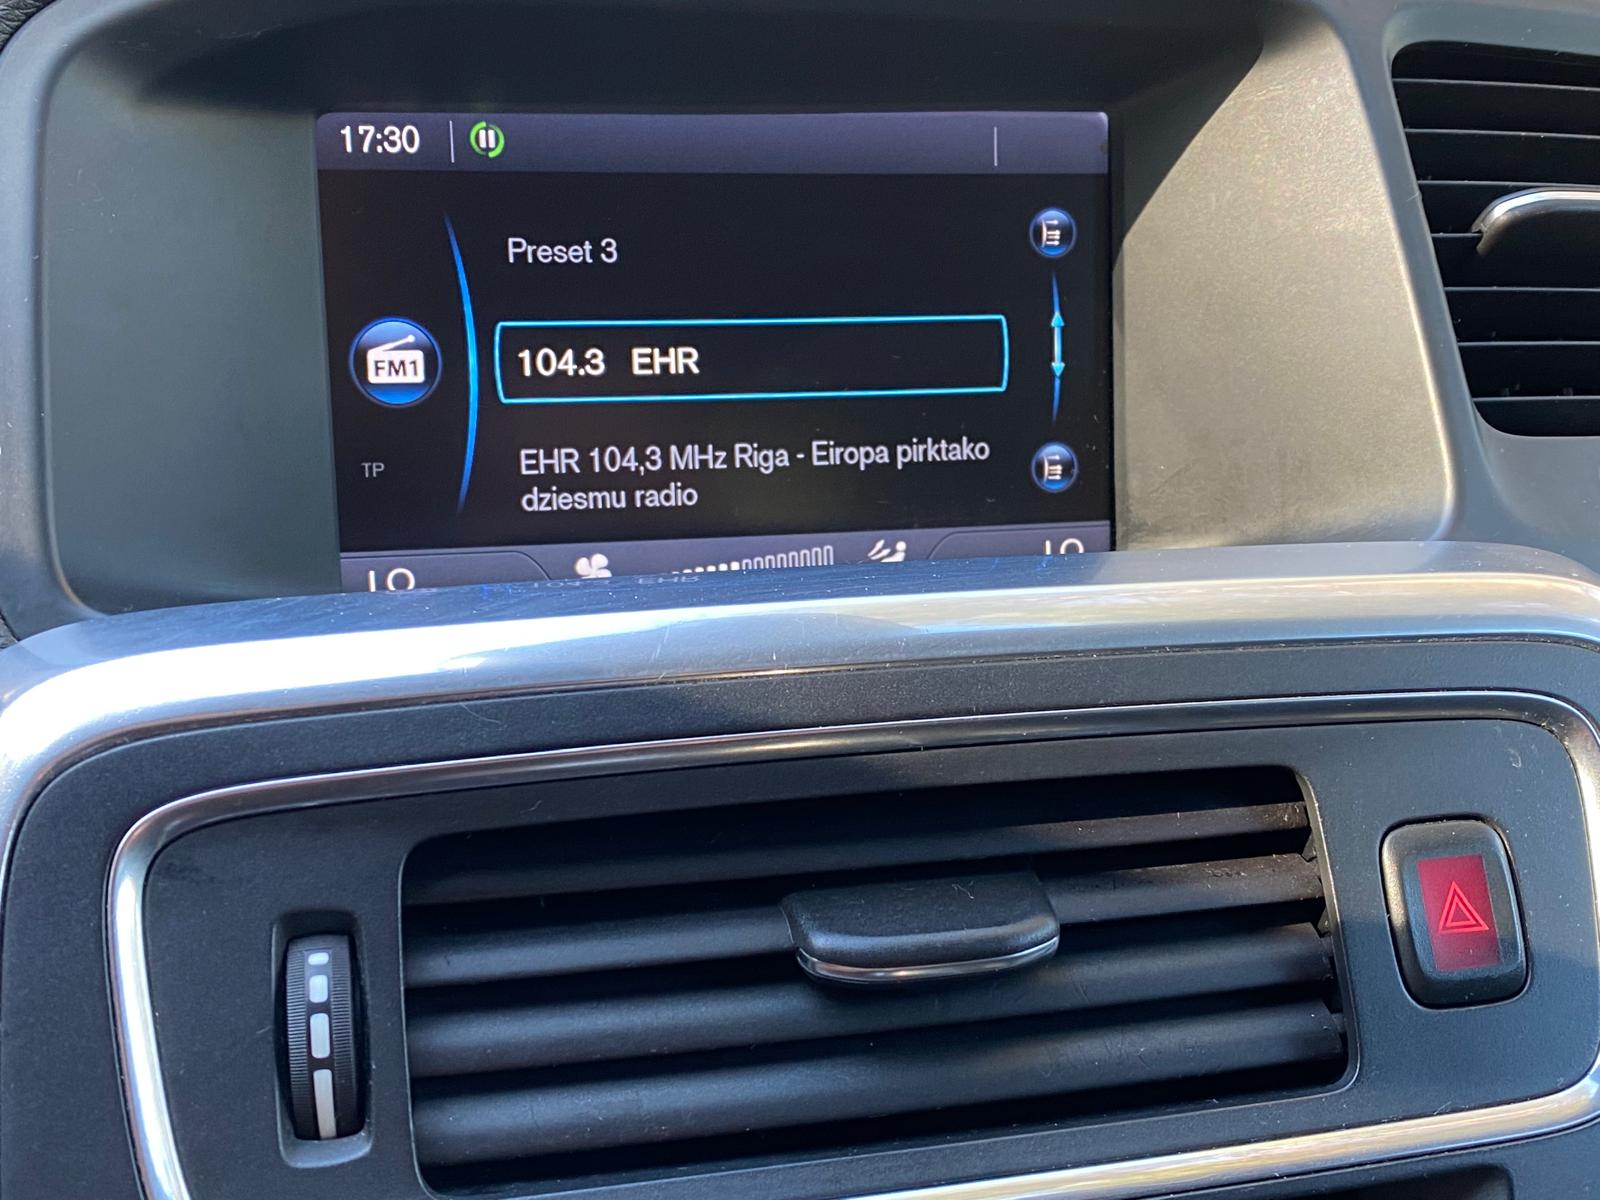 17:30
Preset 3
FM1
104.3 EHR
EHR 104,3 MHz Riga - Eiropa pirktako
dziesmu radio
TP
LO LO